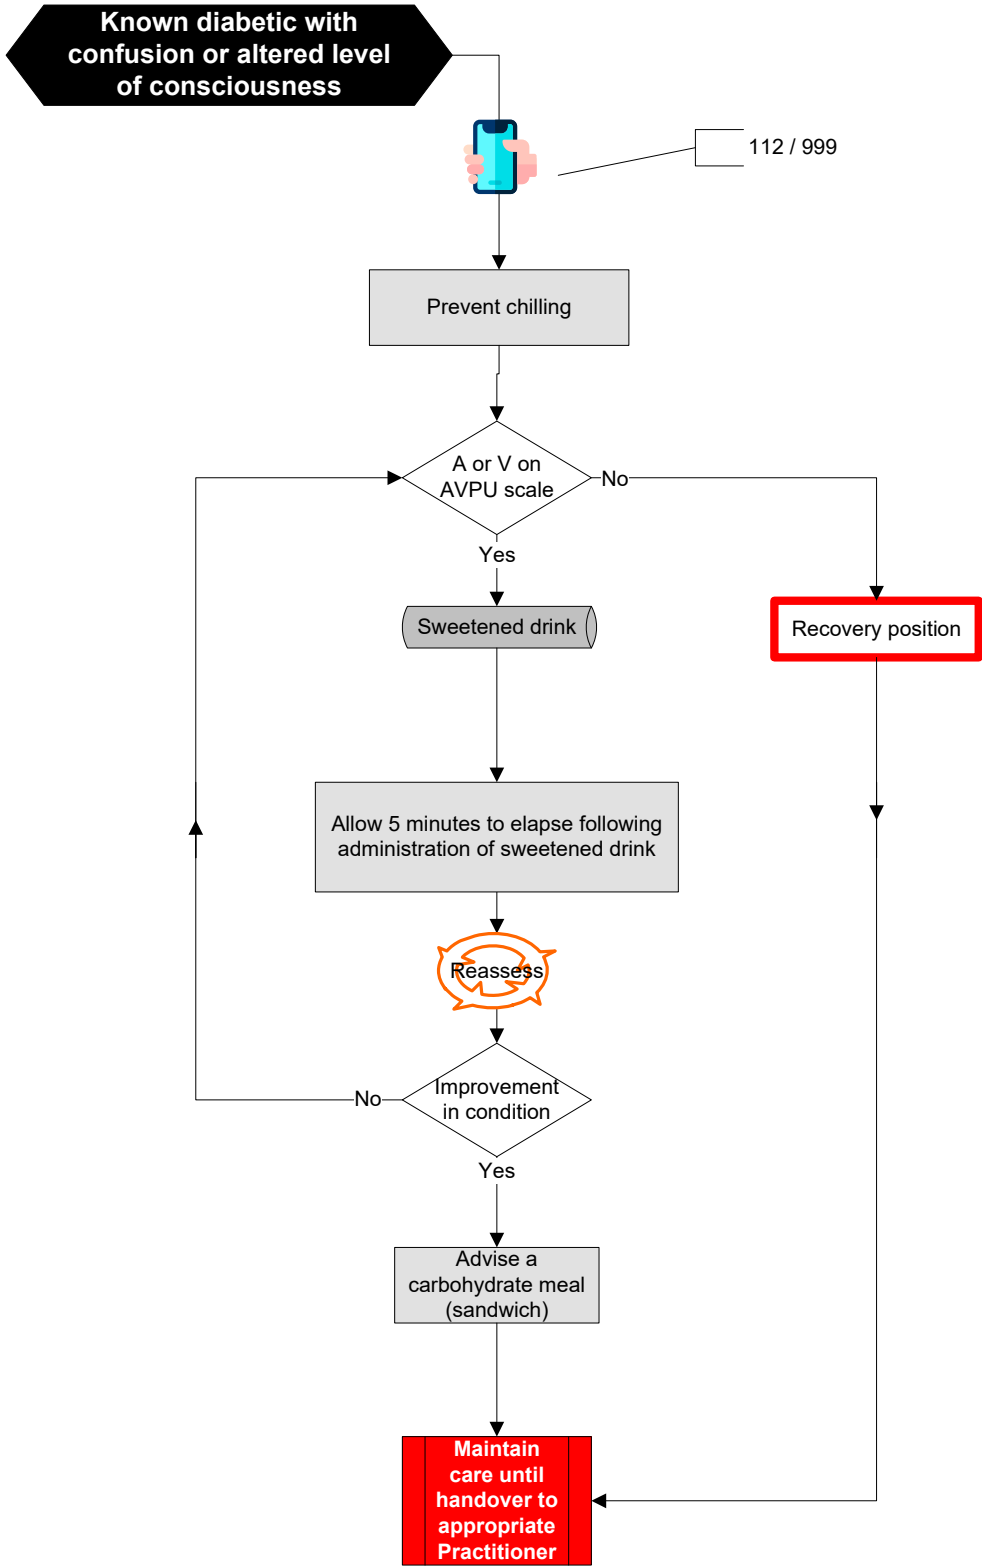 Known diabetic with
confusion or altered level
of consciousness
112 / 999
Prevent chilling
A or V on
AVPU scale
No
Yes
Sweetened drink
Recovery position
Allow 5 minutes to elapse following
administration of sweetened drink
Reassess
Improvement
in condition
No
Yes
Advise a
carbohydrate meal
(sandwich)
Maintain
care until
handover to
appropriate
Practitioner